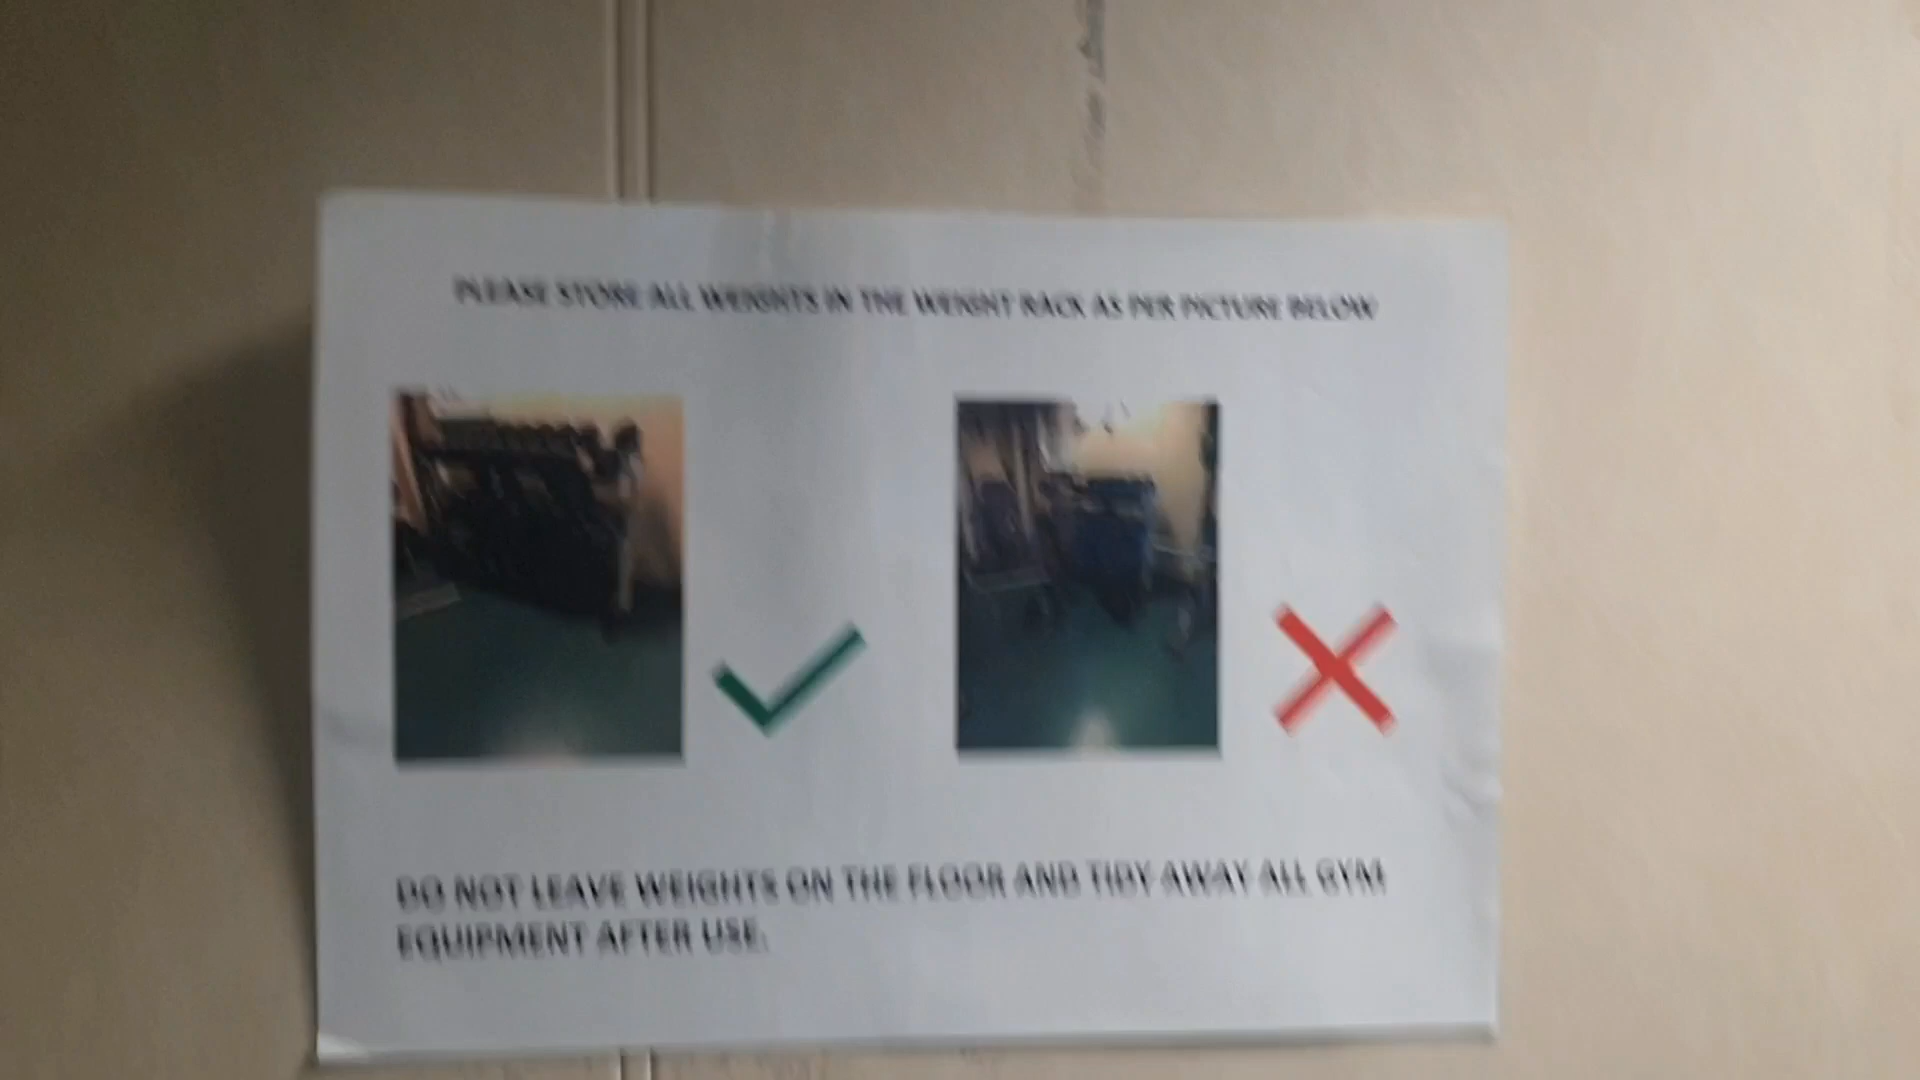 PLEASE STORE ALL WEIGHTS IN THE WEIGHT RACK AS PER PICTURE BELOW
DO NOT LEAVE WEIGHTS ON THE FLOOR AND TIDY AWAY ALL GYM
EQUIPMENT AFTER USE.